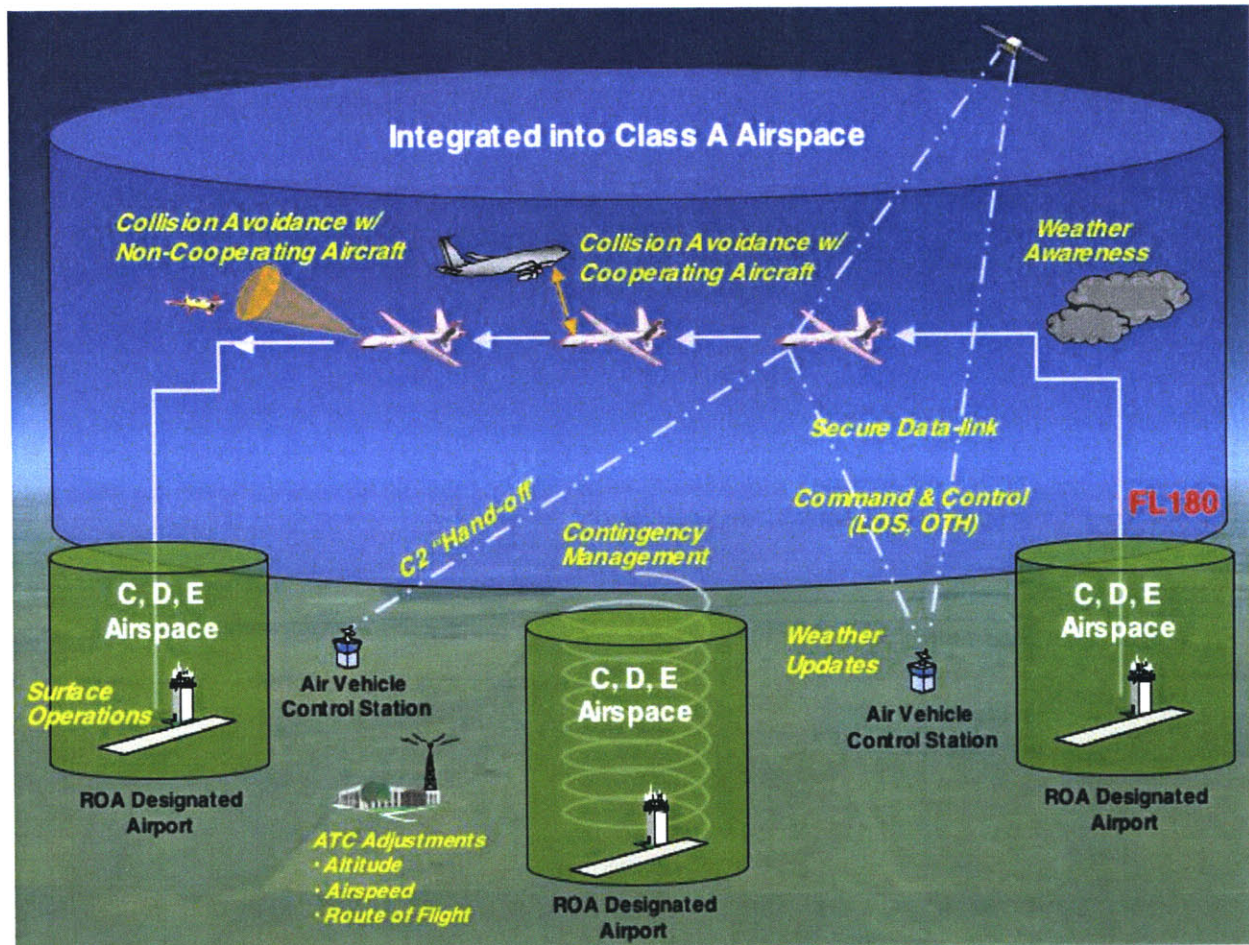 Integrated into Class A Airspace
Collision Avoidance w/
Non-Cooperating Aircraft
Collision Avoidance w/
Cooperating Aircraft
Weather
Awareness
Secure Data-link
Command & Control
(LOS, OTH)
FL180
C2 "Hand-off"
Contingency
Management
C, D, E
Airspace
Surface
Operations
ROA Designated
Airport
Air Vehicle
Control Station
ATC Adjustments
• Altitude
• Airspeed
• Route of Flight
C, D, E
Airspace
ROA Designated
Airport
Weather
Updates
Air Vehicle
Control Station
C, D, E
Airspace
ROA Designated
Airport